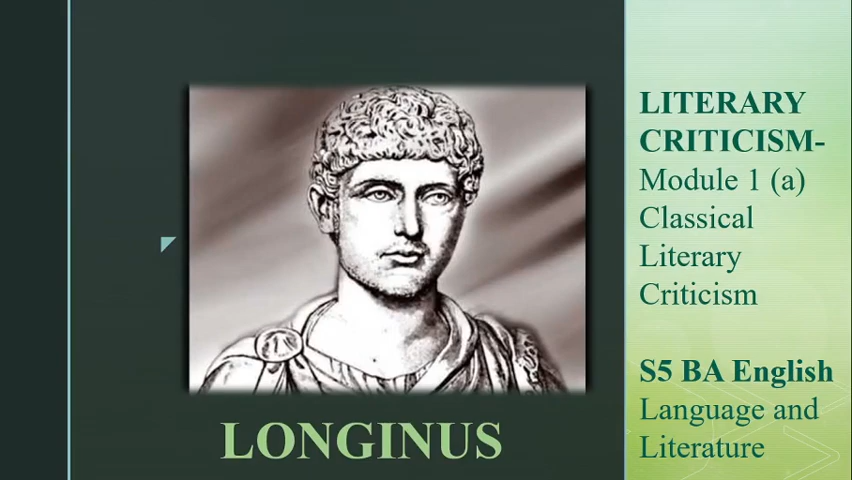 LITERARY
CRITICISM-
Module 1 (a)
Classical
Literary
Criticism
S5 BA English
Language and
Literature
LONGINUS